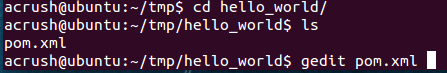 acrush@ubuntu:~/tmp$ cd hello_world/
acrush@ubuntu:~/tmp/hello_world$ ls
pom.xml
acrush@ubuntu:~/tmp/hello_world$ gedit pom.xml